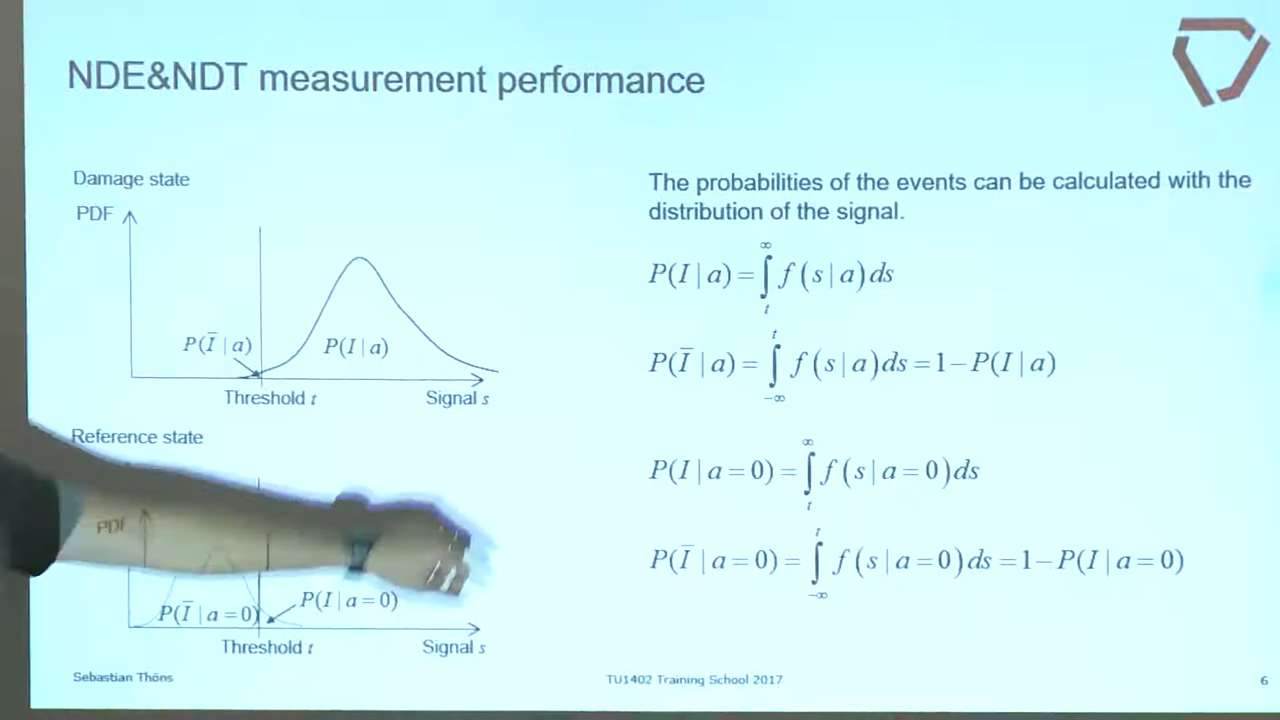 NDE&NDT measurement performance
Damage state
PDF
P(Ī | a)
P(I | a)
Threshold t
Signal s
Reference state
PDF
P(Ī | a = 0)
P(I | a = 0)
Threshold t
Signal s
The probabilities of the events can be calculated with the
distribution of the signal.
P(I | a) = ∫_t^∞ f(s | a)ds
P(Ī | a) = ∫_{-∞}^t f(s | a)ds = 1 − P(I | a)
P(I | a = 0) = ∫_t^∞ f(s | a = 0)ds
P(Ī | a = 0) = ∫_{-∞}^t f(s | a = 0)ds = 1 − P(I | a = 0)
Sebastian Thöns
TU1402 Training School 2017
6